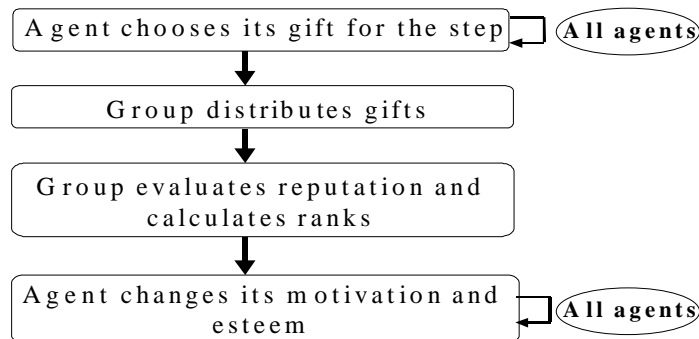 Agent chooses its gift for the step
All agents
Group distributes gifts
Group evaluates reputation and
calculates ranks
Agent changes its motivation and
esteem
All agents